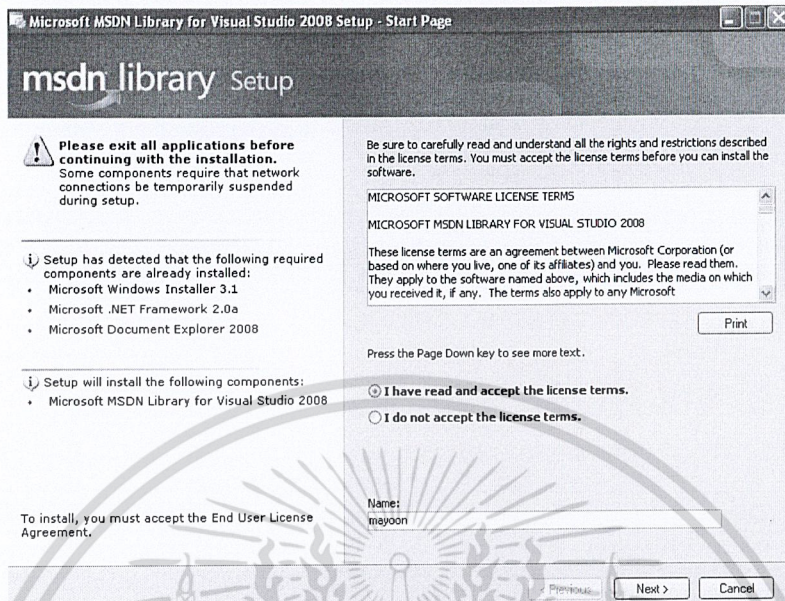 Microsoft MSDN Library for Visual Studio 2008 Setup - Start Page
msdn library Setup
Please exit all applications before
continuing with the installation.
Some components require that network
connections be temporarily suspended
during setup.
Setup has detected that the following required
components are already installed:
• Microsoft Windows Installer 3.1
• Microsoft .NET Framework 2.0a
• Microsoft Document Explorer 2008
Setup will install the following components:
• Microsoft MSDN Library for Visual Studio 2008
To install, you must accept the End User License
Agreement.
Be sure to carefully read and understand all the rights and restrictions described
in the license terms. You must accept the license terms before you can install the
software.
MICROSOFT SOFTWARE LICENSE TERMS
MICROSOFT MSDN LIBRARY FOR VISUAL STUDIO 2008
These license terms are an agreement between Microsoft Corporation (or
based on where you live, one of its affiliates) and you. Please read them.
They apply to the software named above, which includes the media on which
you received it, if any. The terms also apply to any Microsoft
Print
Press the Page Down key to see more text.
I have read and accept the license terms.
I do not accept the license terms.
Name:
mayoon
< Previous
Next >
Cancel